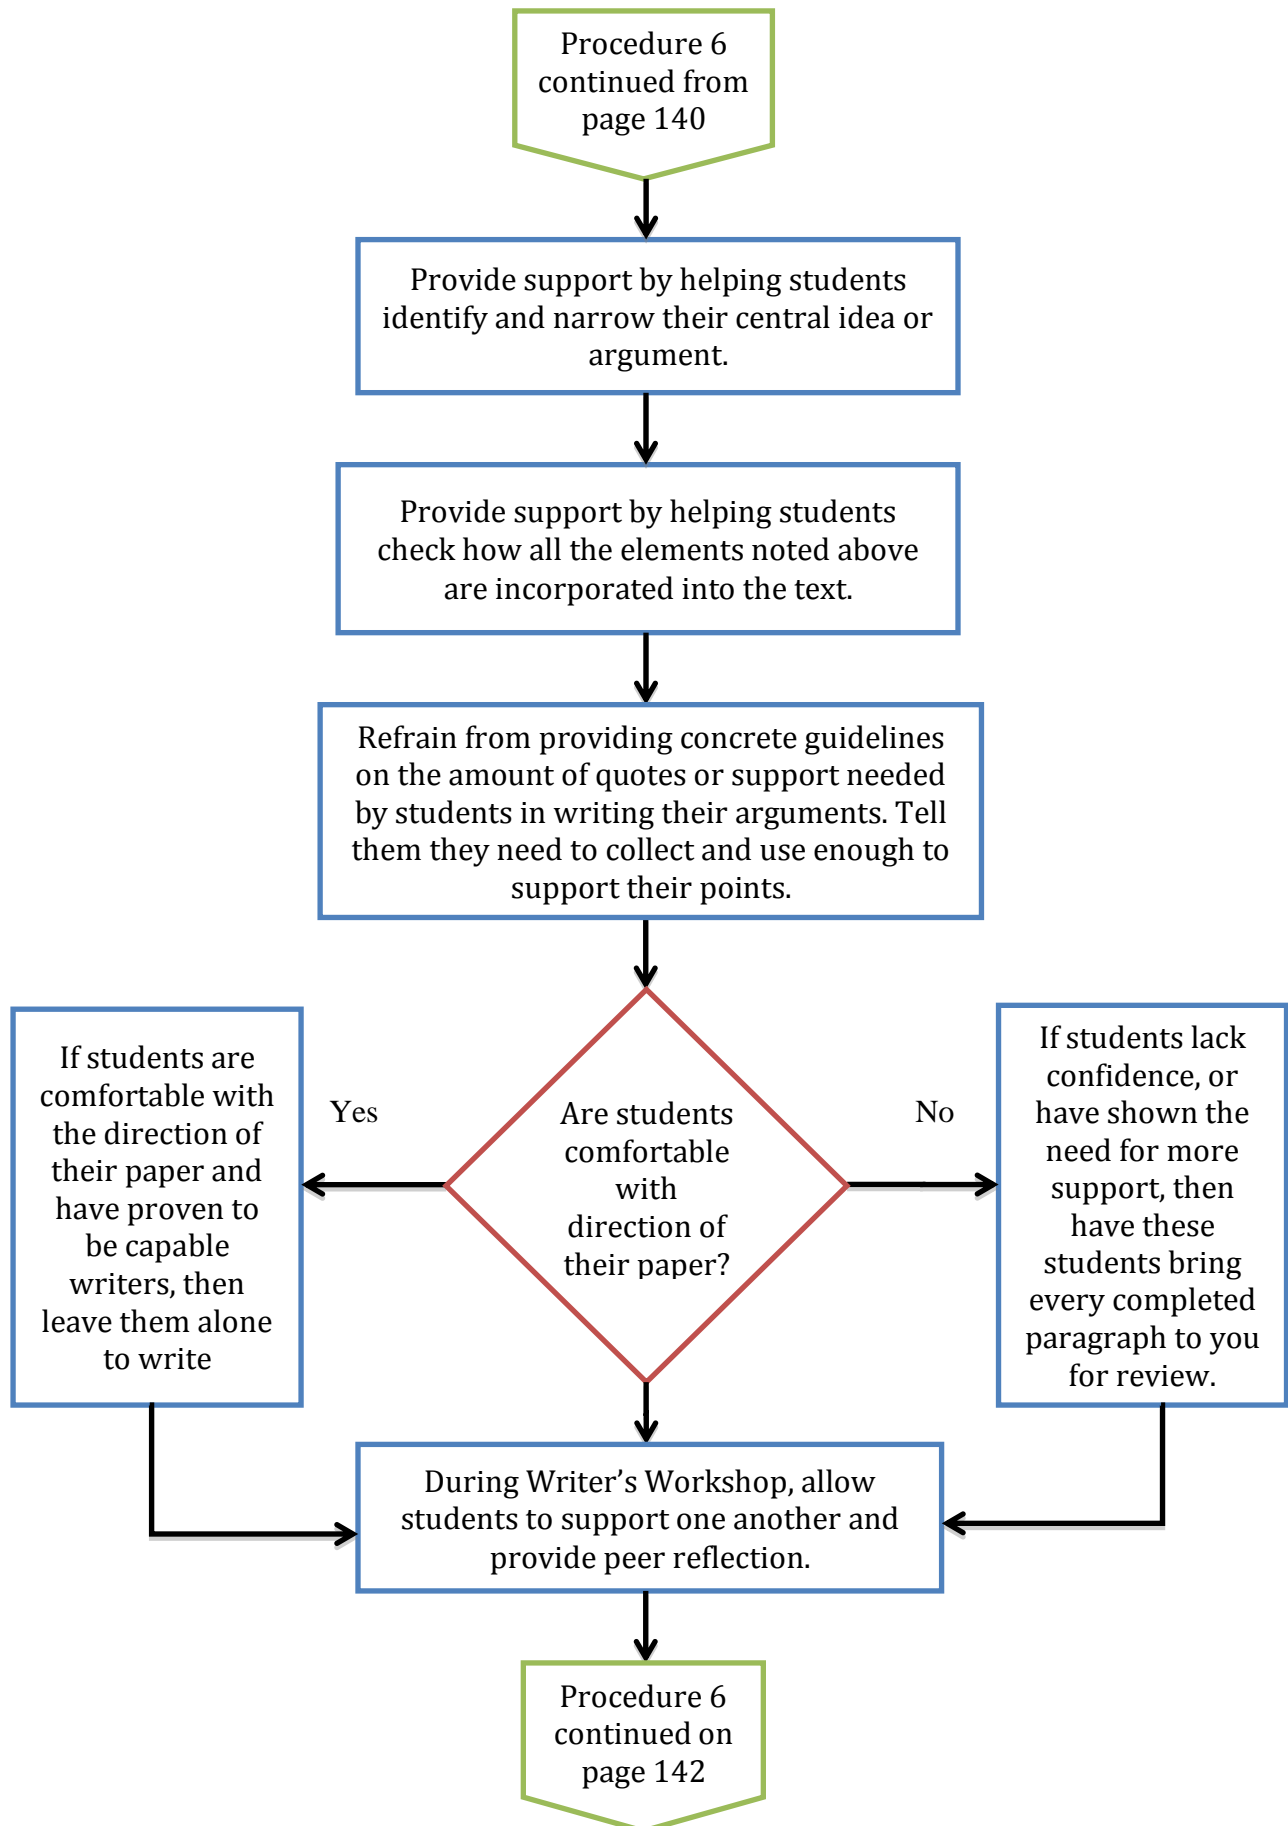 Procedure 6
continued from
page 140
Provide support by helping students
identify and narrow their central idea or
argument.
Provide support by helping students
check how all the elements noted above
are incorporated into the text.
Refrain from providing concrete guidelines
on the amount of quotes or support needed
by students in writing their arguments. Tell
them they need to collect and use enough to
support their points.
If students are
comfortable with
the direction of
their paper and
have proven to
be capable
writers, then
leave them alone
to write
Yes
Are students
comfortable
with
direction of
their paper?
No
If students lack
confidence, or
have shown the
need for more
support, then
have these
students bring
every completed
paragraph to you
for review.
During Writer’s Workshop, allow
students to support one another and
provide peer reflection.
Procedure 6
continued on
page 142